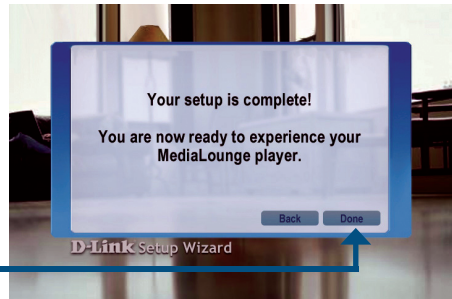 Your setup is complete!
You are now ready to experience your
MediaLounge player.
Back Done
D-Link Setup Wizard